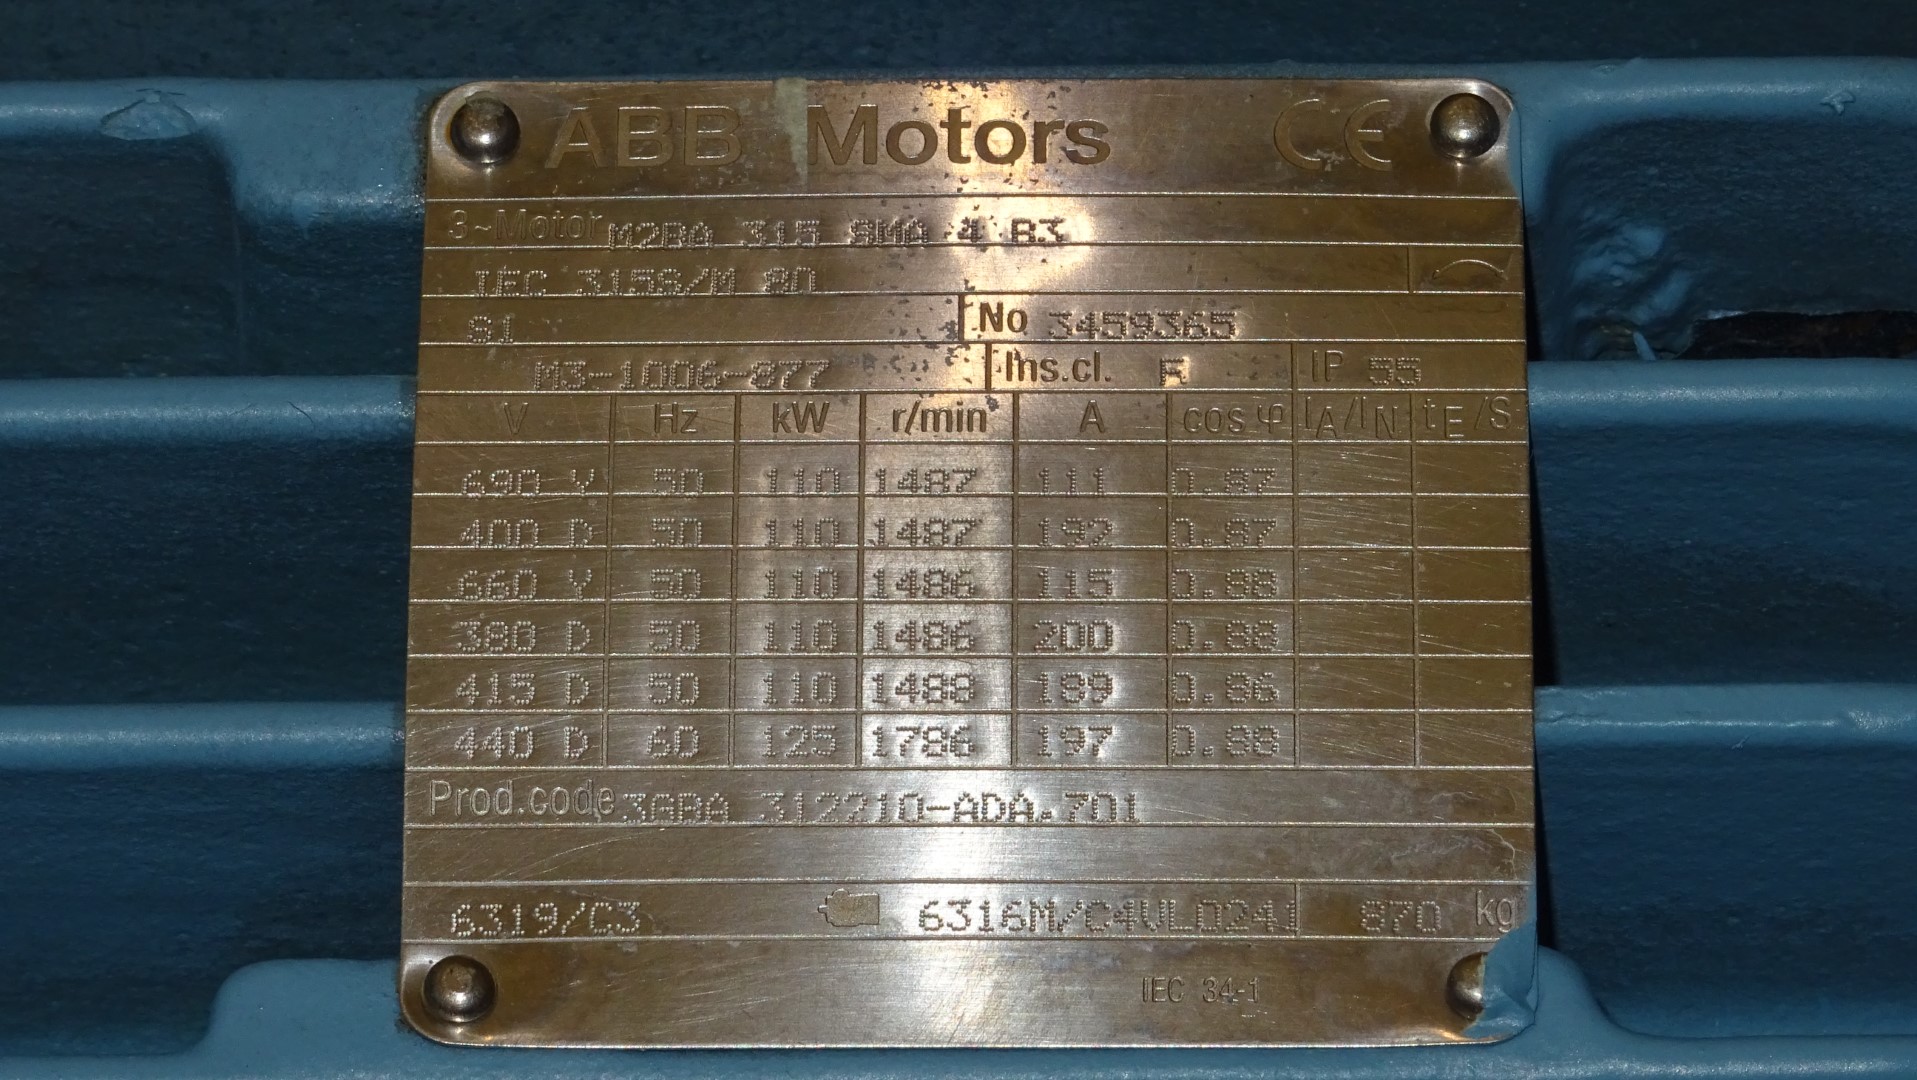 ABB Motors CE
3~Motor M2BA 315 SMA 4 B3
IEC 315S/M 80
S1 No 3459365
M3-1006-077 Ins.cl. F IP 55
V Hz kW r/min A cos φ IA/IN tE/S
690 Y 50 110 1487 111 0.87
400 D 50 110 1487 192 0.87
660 Y 50 110 1486 115 0.88
380 D 50 110 1486 200 0.88
415 D 50 110 1488 189 0.86
440 D 60 125 1786 197 0.88
Prod.code 3GBA 312210-ADA.701
6319/C3 6316M/C4VL0241 870 kg
IEC 34-1